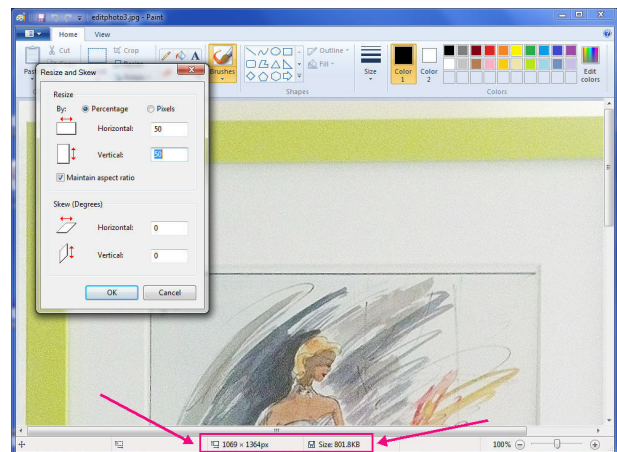 editphoto3.jpg - Paint
Home View
Cut
Crop
Brushes
Outline
Fill
Shapes
Size
Color 1
Color 2
Edit colors
Colors
Resize and Skew
Resize
By: Percentage Pixels
Horizontal: 50
Vertical: 50
Maintain aspect ratio
Skew (Degrees)
Horizontal: 0
Vertical: 0
OK Cancel
1069 × 1364px Size: 801.8KB 100%